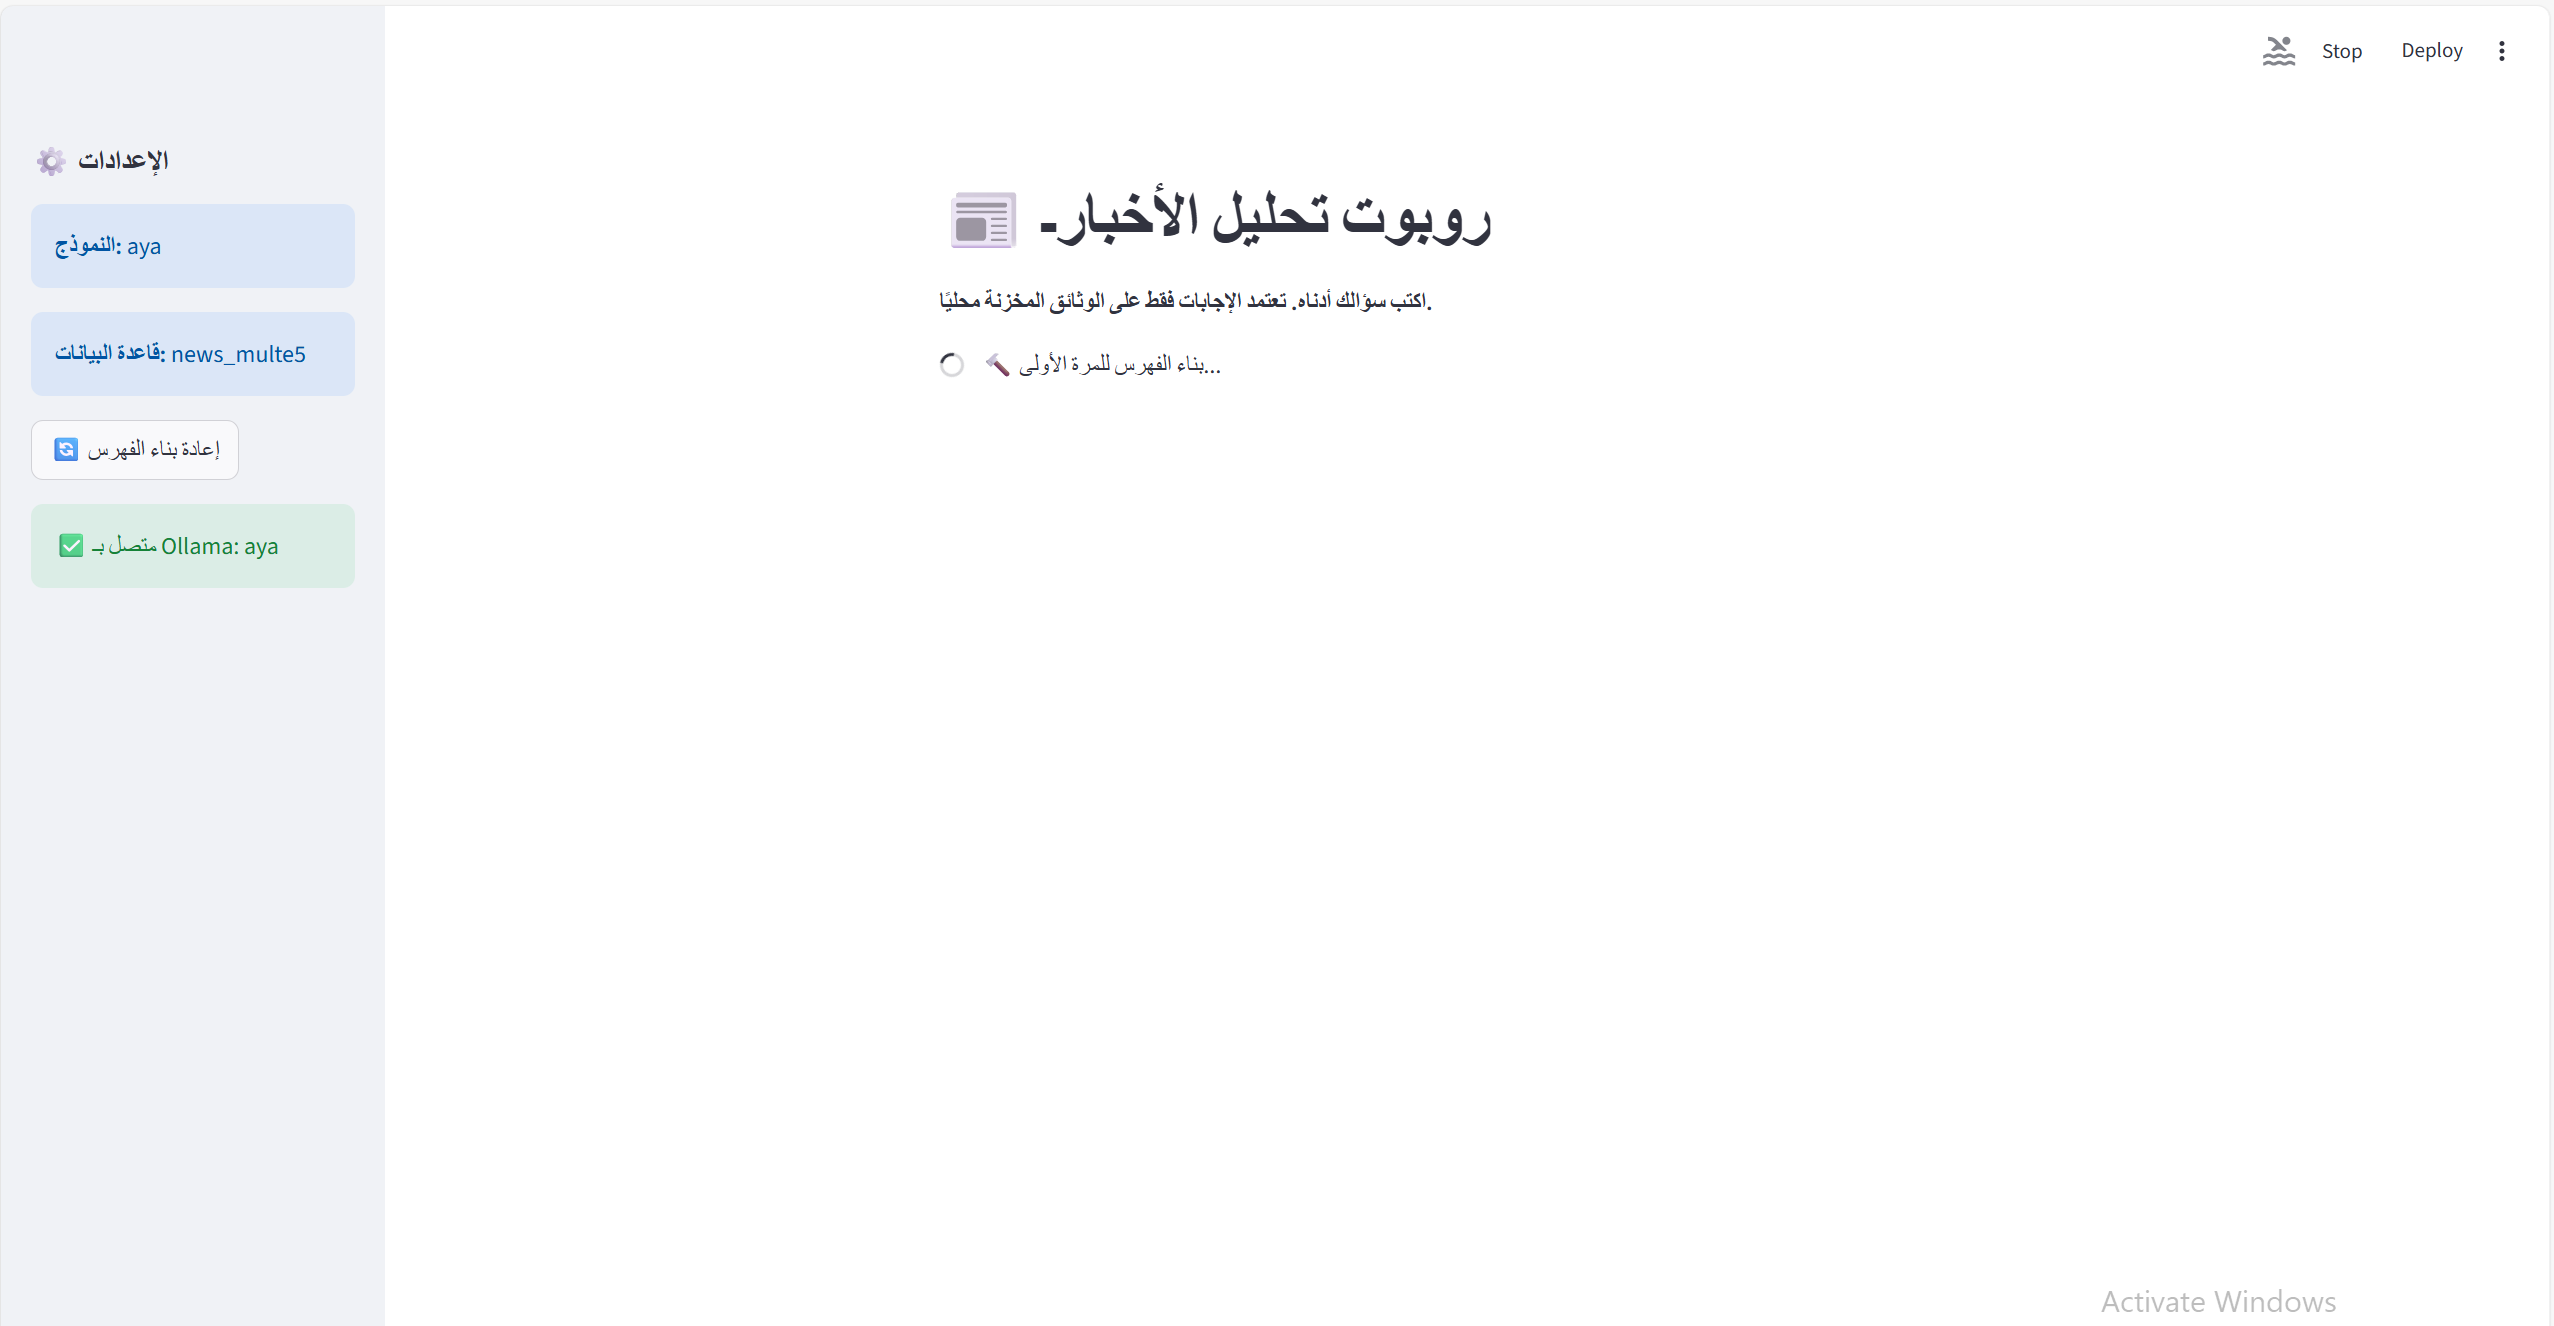 Stop
Deploy
⚙️ الإعدادات
النموذج: aya
قاعدة البيانات: news_multe5
🔄 إعادة بناء الفهرس
✅ متصل بـ Ollama: aya
📰 روبوت تحليل الأخبار-
اكتب سؤالك أدناه. تعتمد الإجابات فقط على الوثائق المخزنة محليًا.
🔨 بناء الفهرس للمرة الأولى...
Activate Windows